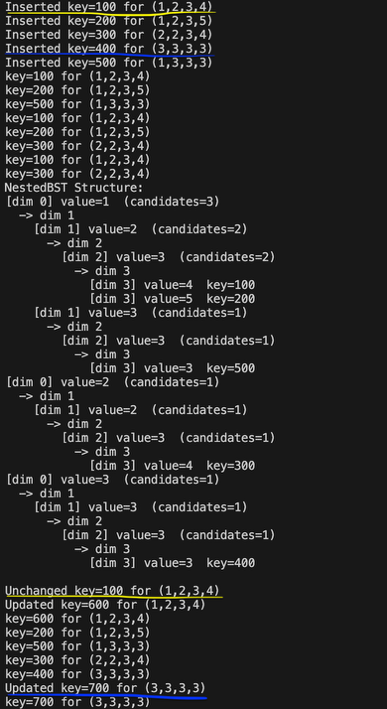 Inserted key=100 for (1,2,3,4)
Inserted key=200 for (1,2,3,5)
Inserted key=300 for (2,2,3,4)
Inserted key=400 for (3,3,3,3)
Inserted key=500 for (1,3,3,3)
key=100 for (1,2,3,4)
key=200 for (1,2,3,5)
key=500 for (1,3,3,3)
key=100 for (1,2,3,4)
key=200 for (1,2,3,5)
key=300 for (2,2,3,4)
key=100 for (1,2,3,4)
key=300 for (2,2,3,4)
NestedBST Structure:
[dim 0] value=1  (candidates=3)
  -> dim 1
    [dim 1] value=2  (candidates=2)
      -> dim 2
        [dim 2] value=3  (candidates=2)
          -> dim 3
            [dim 3] value=4  key=100
            [dim 3] value=5  key=200
    [dim 1] value=3  (candidates=1)
      -> dim 2
        [dim 2] value=3  (candidates=1)
          -> dim 3
            [dim 3] value=3  key=500
[dim 0] value=2  (candidates=1)
  -> dim 1
    [dim 1] value=2  (candidates=1)
      -> dim 2
        [dim 2] value=3  (candidates=1)
          -> dim 3
            [dim 3] value=4  key=300
[dim 0] value=3  (candidates=1)
  -> dim 1
    [dim 1] value=3  (candidates=1)
      -> dim 2
        [dim 2] value=3  (candidates=1)
          -> dim 3
            [dim 3] value=3  key=400
Unchanged key=100 for (1,2,3,4)
Updated key=600 for (1,2,3,4)
key=600 for (1,2,3,4)
key=200 for (1,2,3,5)
key=500 for (1,3,3,3)
key=300 for (2,2,3,4)
key=400 for (3,3,3,3)
Updated key=700 for (3,3,3,3)
key=700 for (3,3,3,3)